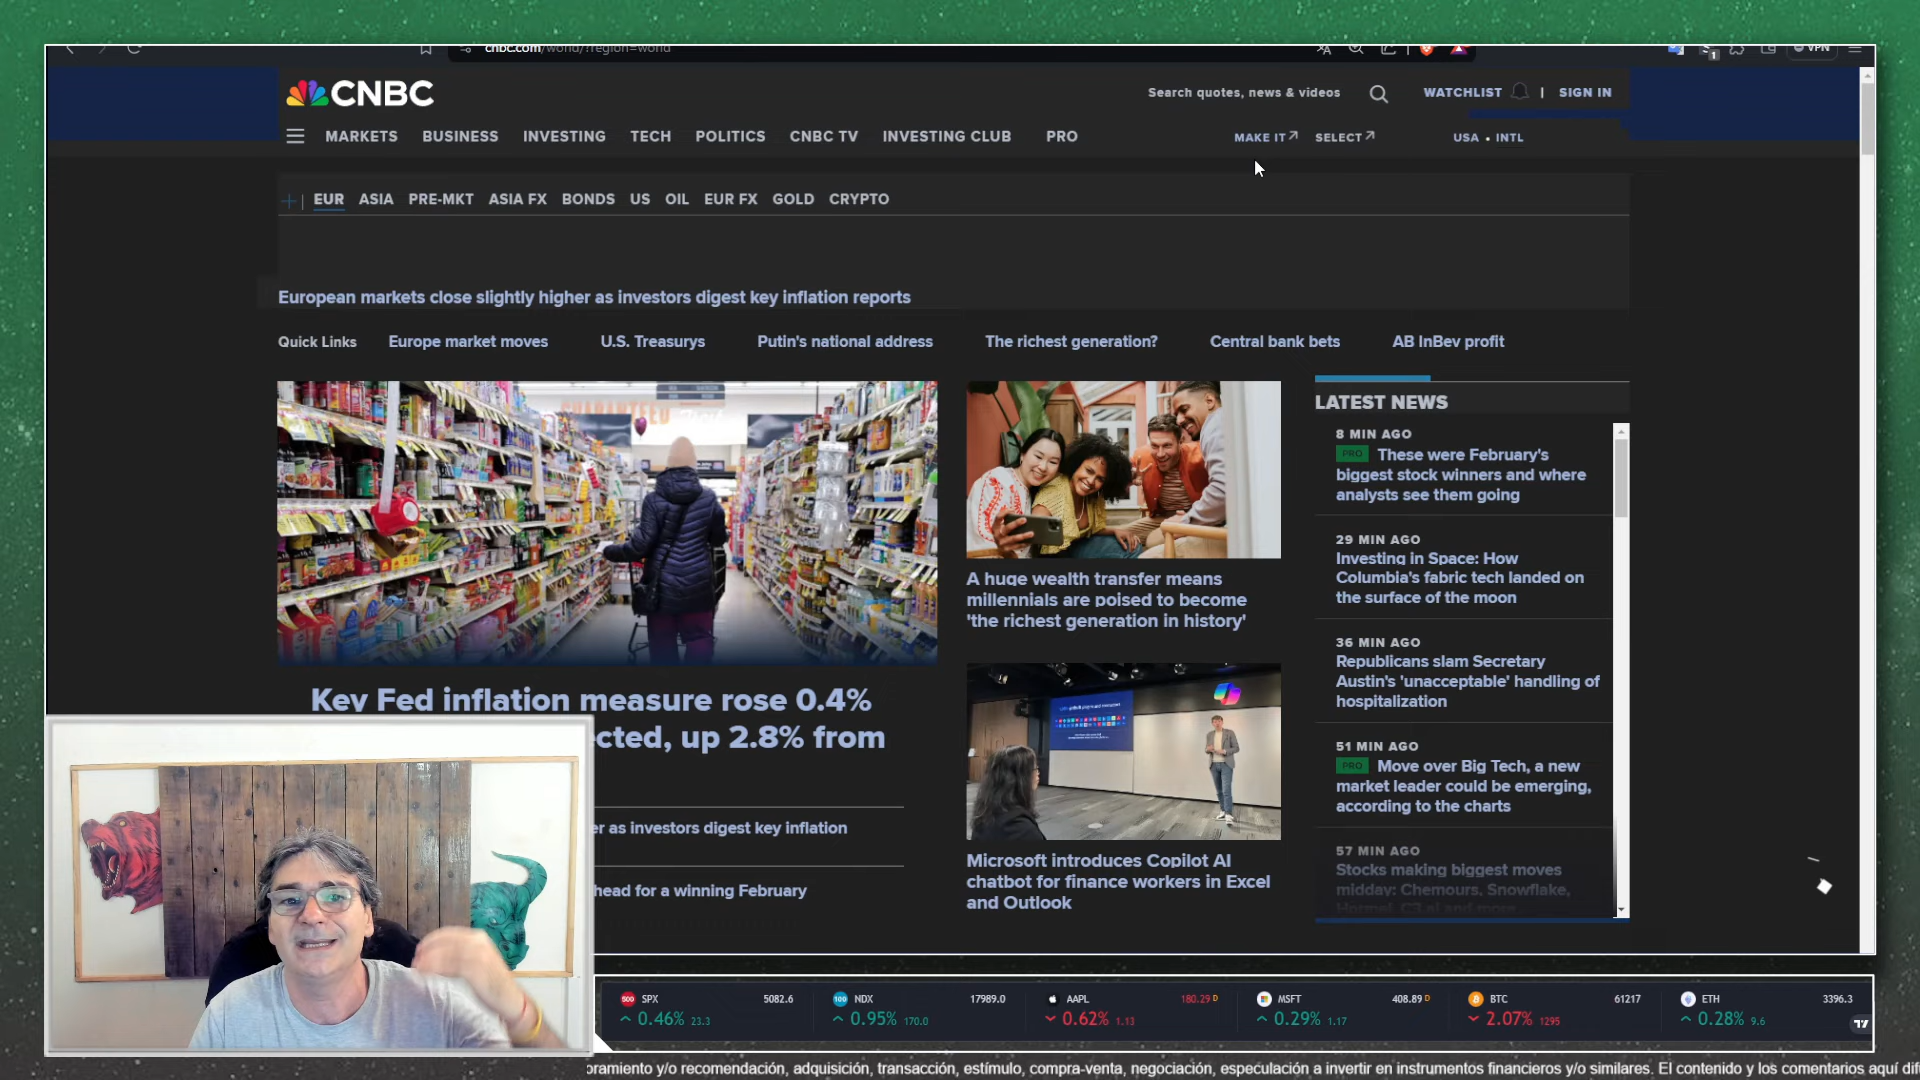 cnbc.com/world/?region=world
1
VPN
CNBC
Search quotes, news & videos
WATCHLIST | SIGN IN
MARKETS BUSINESS INVESTING TECH POLITICS CNBC TV INVESTING CLUB PRO
MAKE IT SELECT
USA • INTL
+ | EUR ASIA PRE-MKT ASIA FX BONDS US OIL EUR FX GOLD CRYPTO
European markets close slightly higher as investors digest key inflation reports
Quick Links Europe market moves U.S. Treasurys Putin's national address The richest generation? Central bank bets AB InBev profit
Key Fed inflation measure rose 0.4%
cted, up 2.8% from
er as investors digest key inflation
head for a winning February
A huge wealth transfer means
millennials are poised to become
'the richest generation in history'
Microsoft introduces Copilot AI
chatbot for finance workers in Excel
and Outlook
LATEST NEWS
8 MIN AGO
PRO These were February's
biggest stock winners and where
analysts see them going
29 MIN AGO
Investing in Space: How
Columbia's fabric tech landed on
the surface of the moon
36 MIN AGO
Republicans slam Secretary
Austin's 'unacceptable' handling of
hospitalization
51 MIN AGO
PRO Move over Big Tech, a new
market leader could be emerging,
according to the charts
57 MIN AGO
Stocks making biggest moves
midday: Chemours, Snowflake,
Hormel, C3.ai and more
500 SPX 5082.6
0.46% 23.3
100 NDX 17989.0
0.95% 170.0
AAPL 180.29 D
0.62% 1.13
MSFT 408.89 D
0.29% 1.17
BTC 61217
2.07% 1295
ETH 3396.3
0.28% 9.6
oramiento y/o recomendación, adquisición, transacción, estímulo, compra-venta, negociación, especulación a invertir en instrumentos financieros y/o similares. El contenido y los comentarios aquí dif